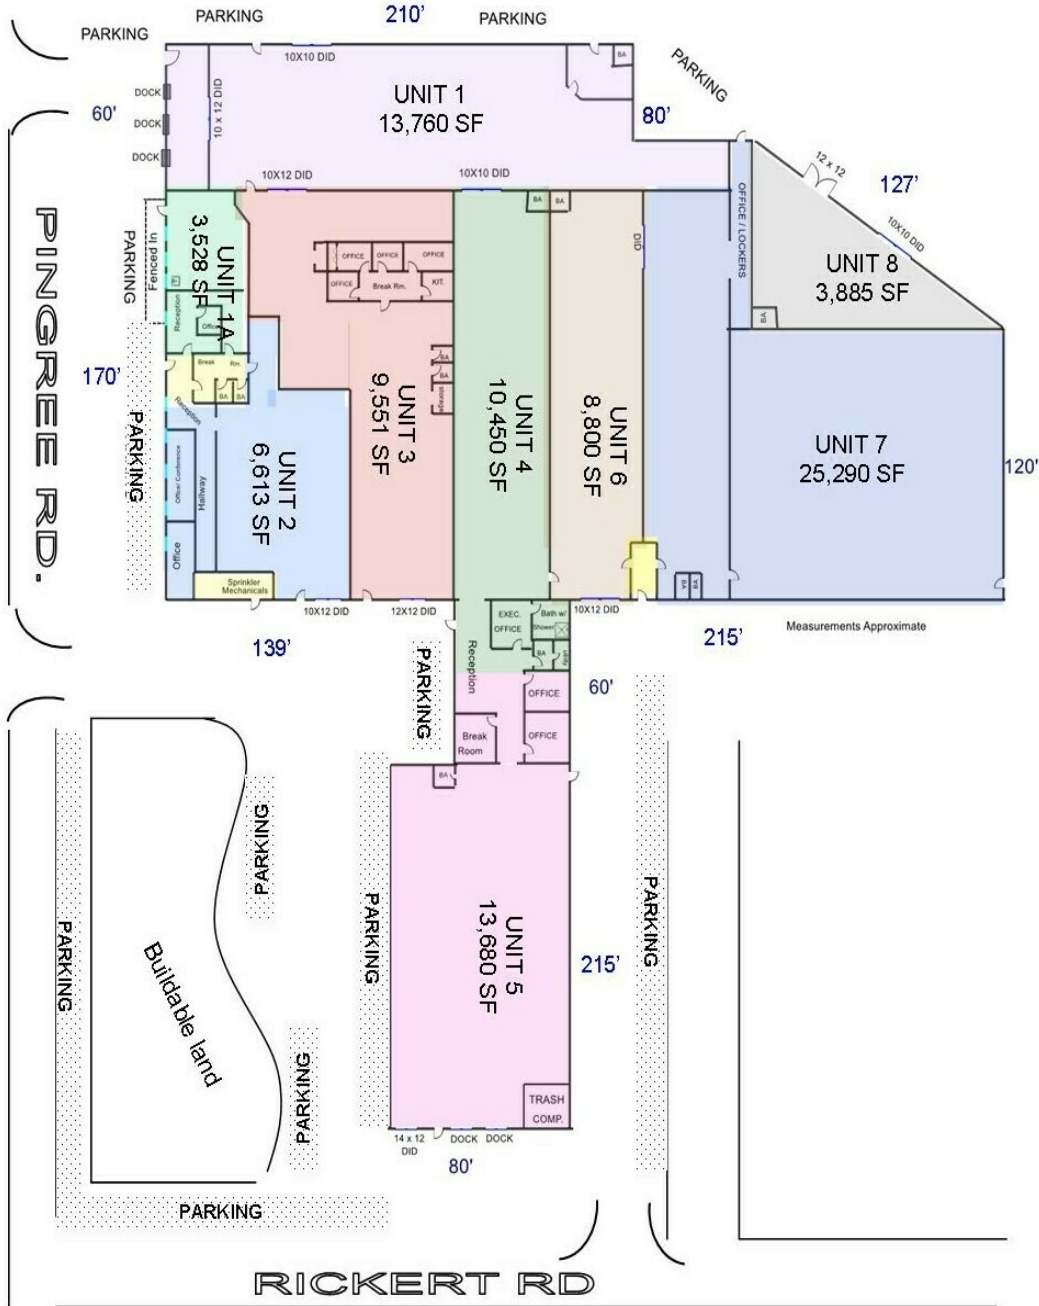 210'
PARKING
PARKING
PARKING
10X10 DID
BA
PARKING
DOCK
DOCK
DOCK
60'
10 x 12 DID
UNIT 1
13,760 SF
80'
12 x 12
127'
10X10 DID
10X12 DID
10X10 DID
OFFICE / LOCKERS
UNIT 8
3,885 SF
BA
PINGREE RD.
PARKING
Fenced In
UNIT 1A
3,528 SF
Reception
Office
OFFICE
OFFICE
OFFICE
OFFICE
Break Rm.
KIT.
BA
BA
DID
170'
PARKING
Break Rm.
BA
BA
Reception
Office/ Conference
Hallway
Office
UNIT 2
6,613 SF
Sprinkler
Mechanicals
BA
BA
storage
UNIT 3
9,551 SF
UNIT 4
10,450 SF
UNIT 6
8,800 SF
UNIT 7
25,290 SF
120'
BA
BA
10X12 DID
12X12 DID
10X12 DID
Measurements Approximate
139'
215'
EXEC.
OFFICE
Bath w/
Shower
BA
Reception
PARKING
60'
OFFICE
OFFICE
Break
Room
BA
PARKING
PARKING
PARKING
PARKING
PARKING
PARKING
Buildable land
UNIT 5
13,680 SF
215'
TRASH
COMP.
14 x 12
DID
DOCK
DOCK
80'
RICKERT RD